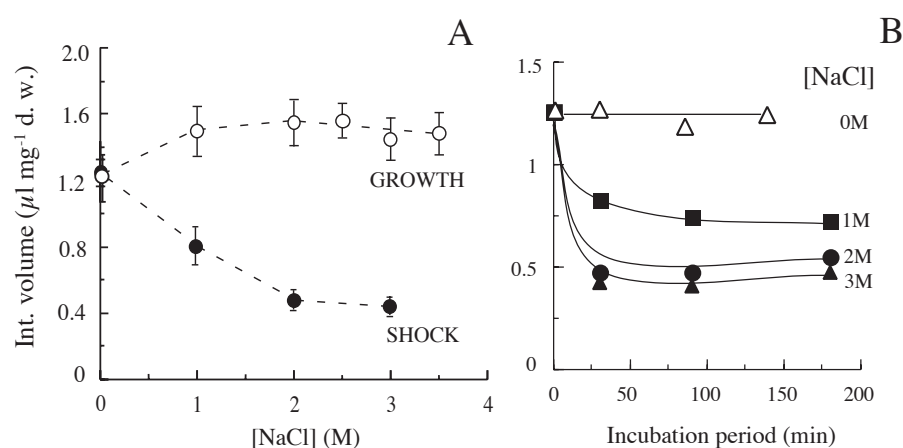 A
Int. volume (µl mg⁻¹ d. w.)
2.0
1.6
1.2
0.8
0.4
0
GROWTH
SHOCK
0
1
2
3
4
[NaCl] (M)
B
[NaCl]
1.5
1
0.5
0
0M
1M
2M
3M
0
50
100
150
200
Incubation period (min)